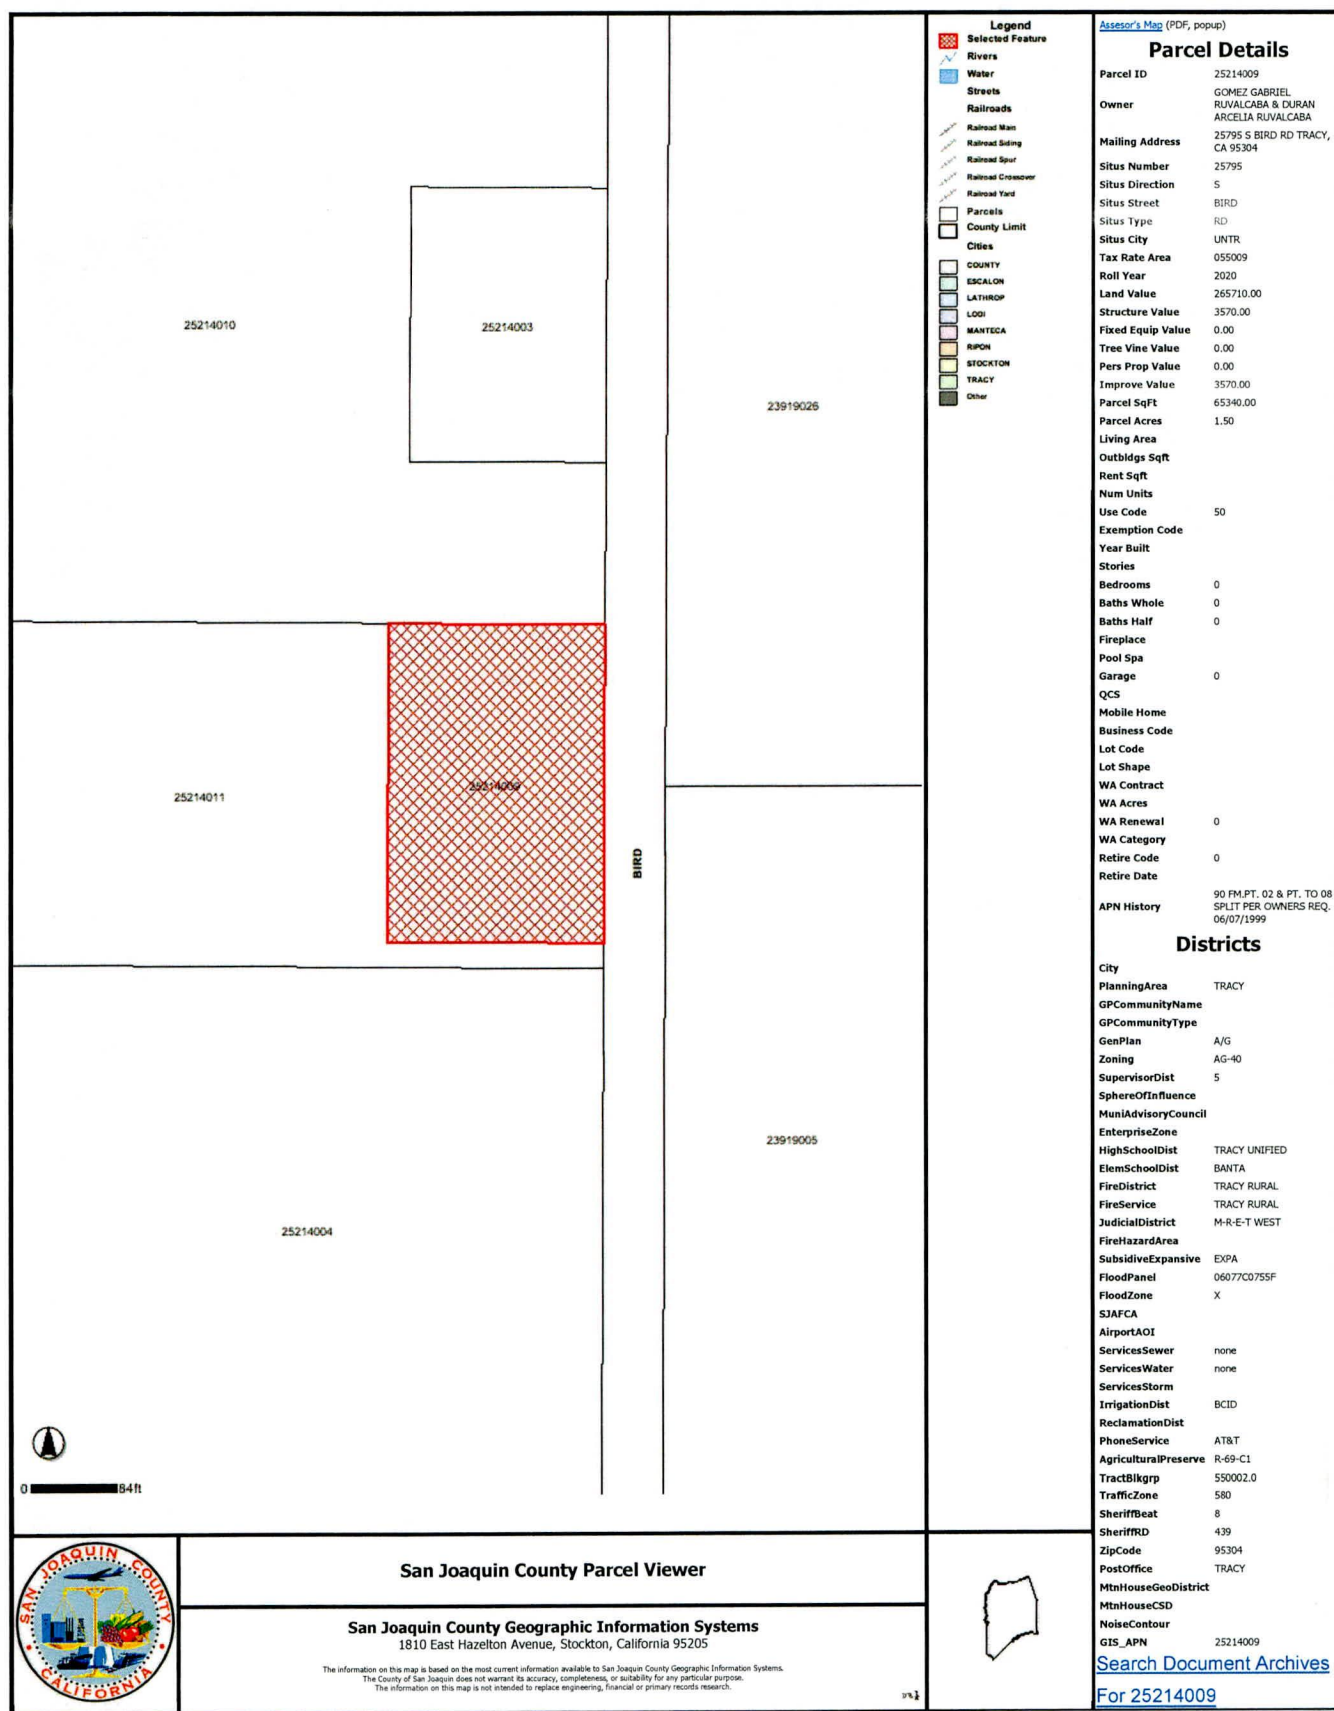 25214010
25214003
23919026
25214011
25214009
BIRD
23919005
25214004
0 84ft
Legend
Selected Feature
Rivers
Water
Streets
Railroads
Railroad Main
Railroad Siding
Railroad Spur
Railroad Crossover
Railroad Yard
Parcels
County Limit
Cities
COUNTY
ESCALON
LATHROP
LODI
MANTECA
RIPON
STOCKTON
TRACY
Other
Assesor's Map (PDF, popup)
Parcel Details
Parcel ID 25214009
Owner GOMEZ GABRIEL
RUVALCABA & DURAN
ARCELIA RUVALCABA
Mailing Address 25795 S BIRD RD TRACY,
CA 95304
Situs Number 25795
Situs Direction S
Situs Street BIRD
Situs Type RD
Situs City UNTR
Tax Rate Area 055009
Roll Year 2020
Land Value 265710.00
Structure Value 3570.00
Fixed Equip Value 0.00
Tree Vine Value 0.00
Pers Prop Value 0.00
Improve Value 3570.00
Parcel SqFt 65340.00
Parcel Acres 1.50
Living Area
Outbldgs Sqft
Rent Sqft
Num Units
Use Code 50
Exemption Code
Year Built
Stories
Bedrooms 0
Baths Whole 0
Baths Half 0
Fireplace
Pool Spa
Garage 0
QCS
Mobile Home
Business Code
Lot Code
Lot Shape
WA Contract
WA Acres
WA Renewal 0
WA Category
Retire Code 0
Retire Date
APN History 90 FM.PT. 02 & PT. TO 08
SPLIT PER OWNERS REQ.
06/07/1999
Districts
City
PlanningArea TRACY
GPCommunityName
GPCommunityType
GenPlan A/G
Zoning AG-40
SupervisorDist 5
SphereOfInfluence
MuniAdvisoryCouncil
EnterpriseZone
HighSchoolDist TRACY UNIFIED
ElemSchoolDist BANTA
FireDistrict TRACY RURAL
FireService TRACY RURAL
JudicialDistrict M-R-E-T WEST
FireHazardArea
SubsidiveExpansive EXPA
FloodPanel 06077C0755F
FloodZone X
SJAFCA
AirportAOI
ServicesSewer none
ServicesWater none
ServicesStorm
IrrigationDist BCID
ReclamationDist
PhoneService AT&T
AgriculturalPreserve R-69-C1
TractBlkgrp 550002.0
TrafficZone 580
SheriffBeat 8
SheriffRD 439
ZipCode 95304
PostOffice TRACY
MtnHouseGeoDistrict
MtnHouseCSD
NoiseContour
GIS_APN 25214009
Search Document Archives
For 25214009
SAN JOAQUIN COUNTY
CALIFORNIA
San Joaquin County Parcel Viewer
San Joaquin County Geographic Information Systems
1810 East Hazelton Avenue, Stockton, California 95205
The information on this map is based on the most current information available to San Joaquin County Geographic Information Systems.
The County of San Joaquin does not warrant its accuracy, completeness, or suitability for any particular purpose.
The information on this map is not intended to replace engineering, financial or primary records research.